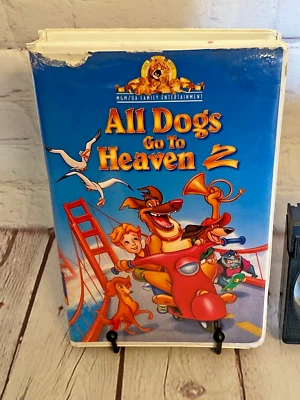 MGM/UA FAMILY ENTERTAINMENT
All Dogs
Go To
Heaven 2